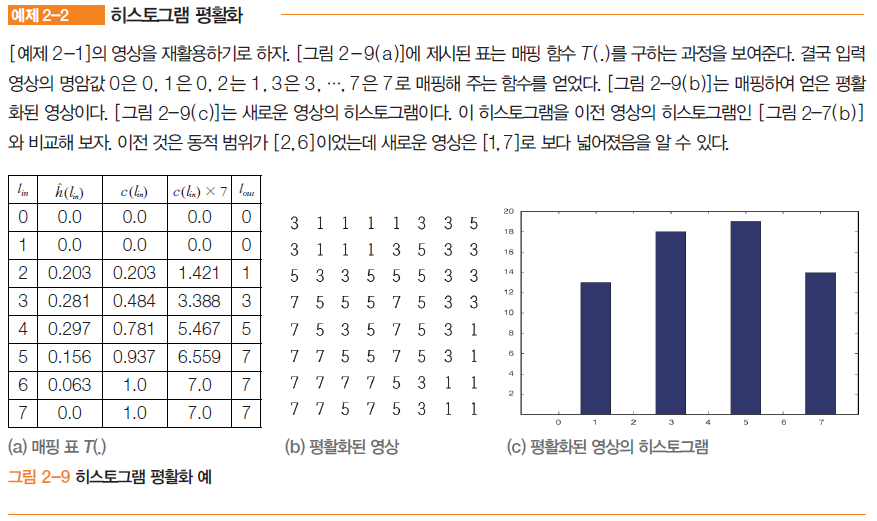 예제 2-2 히스토그램 평활화
[예제 2-1]의 영상을 재활용하기로 하자. [그림 2-9(a)]에 제시된 표는 매핑 함수 T(.)를 구하는 과정을 보여준다. 결국 입력
영상의 명암값 0은 0, 1은 0, 2는 1, 3은 3, …, 7은 7로 매핑해 주는 함수를 얻었다. [그림 2-9(b)]는 매핑하여 얻은 평활
화된 영상이다. [그림 2-9(c)]는 새로운 영상의 히스토그램이다. 이 히스토그램을 이전 영상의 히스토그램인 [그림 2-7(b)]
와 비교해 보자. 이전 것은 동적 범위가 [2,6]이었는데 새로운 영상은 [1,7]로 보다 넓어졌음을 알 수 있다.
l_in ĥ(l_in) c(l_in) c(l_in)×7 l_out
0 0.0 0.0 0.0 0
1 0.0 0.0 0.0 0
2 0.203 0.203 1.421 1
3 0.281 0.484 3.388 3
4 0.297 0.781 5.467 5
5 0.156 0.937 6.559 7
6 0.063 1.0 7.0 7
7 0.0 1.0 7.0 7
(a) 매핑 표 T(.)
3 1 1 1 1 3 3 5
3 1 1 1 3 5 3 3
5 3 3 5 5 5 3 3
7 5 5 5 7 5 3 3
7 5 3 5 7 5 3 1
7 7 5 5 7 5 3 1
7 7 7 7 5 3 1 1
7 7 5 7 5 3 1 1
(b) 평활화된 영상
20
18
16
14
12
10
8
6
4
2
0 1 2 3 4 5 6 7
(c) 평활화된 영상의 히스토그램
그림 2-9 히스토그램 평활화 예